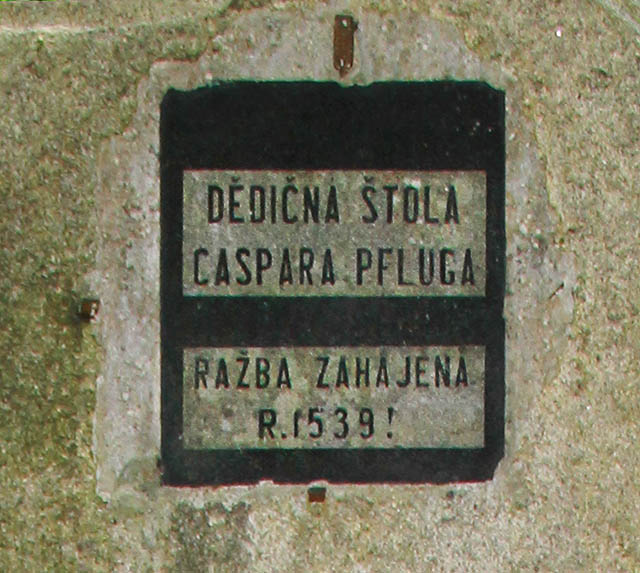 DĚDIČNÁ ŠTOLA
CASPARA PFLUGA
RAŽBA ZAHÁJENA
R.1539!